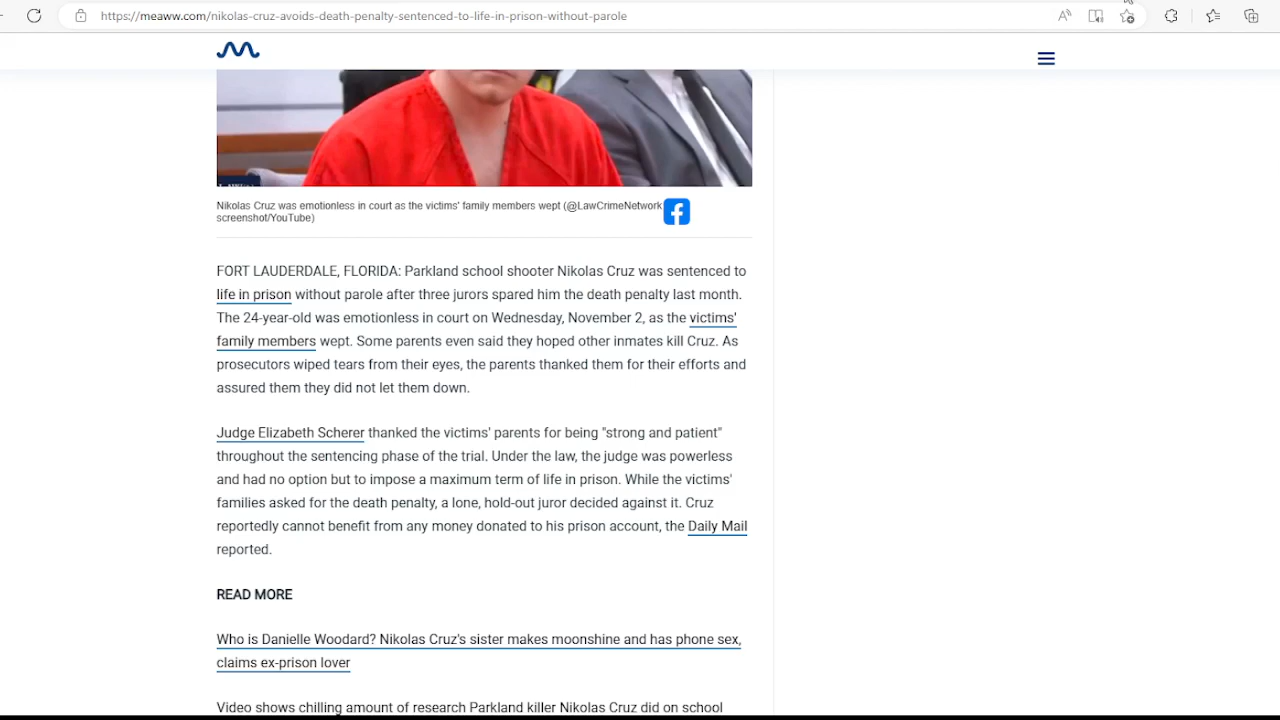 https://meaww.com/nikolas-cruz-avoids-death-penalty-sentenced-to-life-in-prison-without-parole
Nikolas Cruz was emotionless in court as the victims' family members wept (@LawCrimeNetwork
screenshot/YouTube)
FORT LAUDERDALE, FLORIDA: Parkland school shooter Nikolas Cruz was sentenced to
life in prison without parole after three jurors spared him the death penalty last month.
The 24-year-old was emotionless in court on Wednesday, November 2, as the victims'
family members wept. Some parents even said they hoped other inmates kill Cruz. As
prosecutors wiped tears from their eyes, the parents thanked them for their efforts and
assured them they did not let them down.
Judge Elizabeth Scherer thanked the victims' parents for being "strong and patient"
throughout the sentencing phase of the trial. Under the law, the judge was powerless
and had no option but to impose a maximum term of life in prison. While the victims'
families asked for the death penalty, a lone, hold-out juror decided against it. Cruz
reportedly cannot benefit from any money donated to his prison account, the Daily Mail
reported.
READ MORE
Who is Danielle Woodard? Nikolas Cruz's sister makes moonshine and has phone sex,
claims ex-prison lover
Video shows chilling amount of research Parkland killer Nikolas Cruz did on school